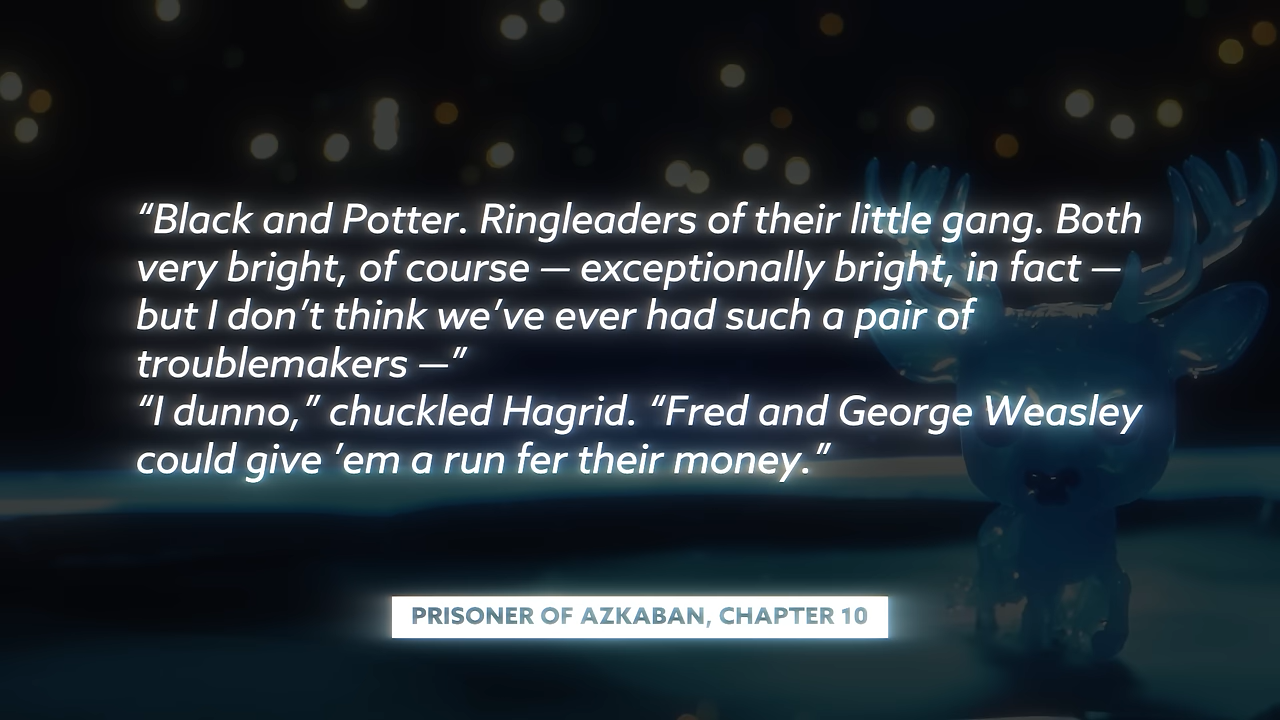 “Black and Potter. Ringleaders of their little gang. Both
very bright, of course — exceptionally bright, in fact —
but I don’t think we’ve ever had such a pair of
troublemakers —”
“I dunno,” chuckled Hagrid. “Fred and George Weasley
could give ’em a run fer their money.”
PRISONER OF AZKABAN, CHAPTER 10